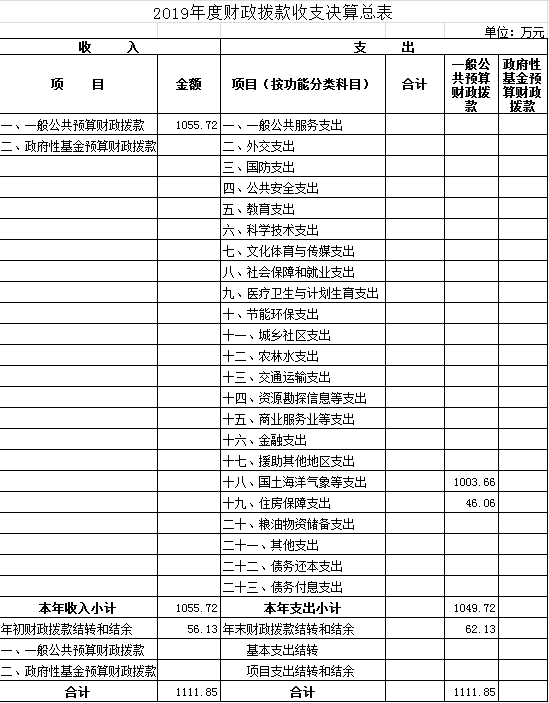 2019年度财政拨款收支决算总表
单位：万元
收 入 支 出
项 目 金额 项目（按功能分类科目） 合计 一般公共预算财政拨款 政府性基金预算财政拨款
一、一般公共预算财政拨款 1055.72 一、一般公共服务支出
二、政府性基金预算财政拨款 二、外交支出
三、国防支出
四、公共安全支出
五、教育支出
六、科学技术支出
七、文化体育与传媒支出
八、社会保障和就业支出
九、医疗卫生与计划生育支出
十、节能环保支出
十一、城乡社区支出
十二、农林水支出
十三、交通运输支出
十四、资源勘探信息等支出
十五、商业服务业等支出
十六、金融支出
十七、援助其他地区支出
十八、国土海洋气象等支出 1003.66
十九、住房保障支出 46.06
二十、粮油物资储备支出
二十一、其他支出
二十二、债务还本支出
二十三、债务付息支出
本年收入小计 1055.72 本年支出小计 1049.72
年初财政拨款结转和结余 56.13 年末财政拨款结转和结余 62.13
一、一般公共预算财政拨款 基本支出结转
二、政府性基金预算财政拨款 项目支出结转和结余
合计 1111.85 合计 1111.85